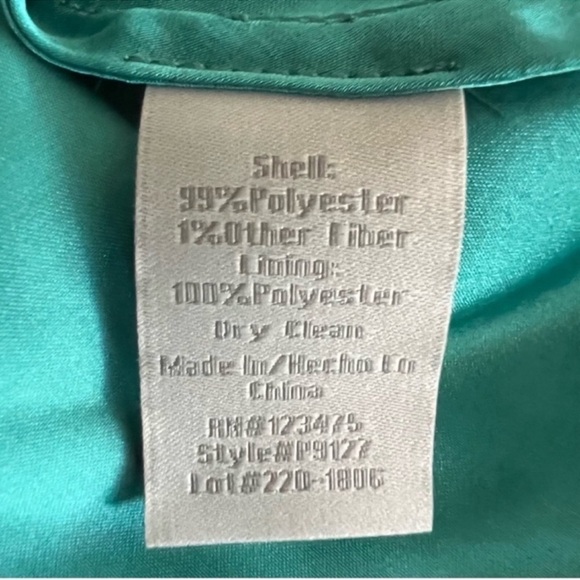 Shell:
99%Polyester
1%Other Fiber
Lining:
100%Polyester
Dry Clean
Made In/Hecho En
China
RN#123475
Style#P9127
Lot#220-1806